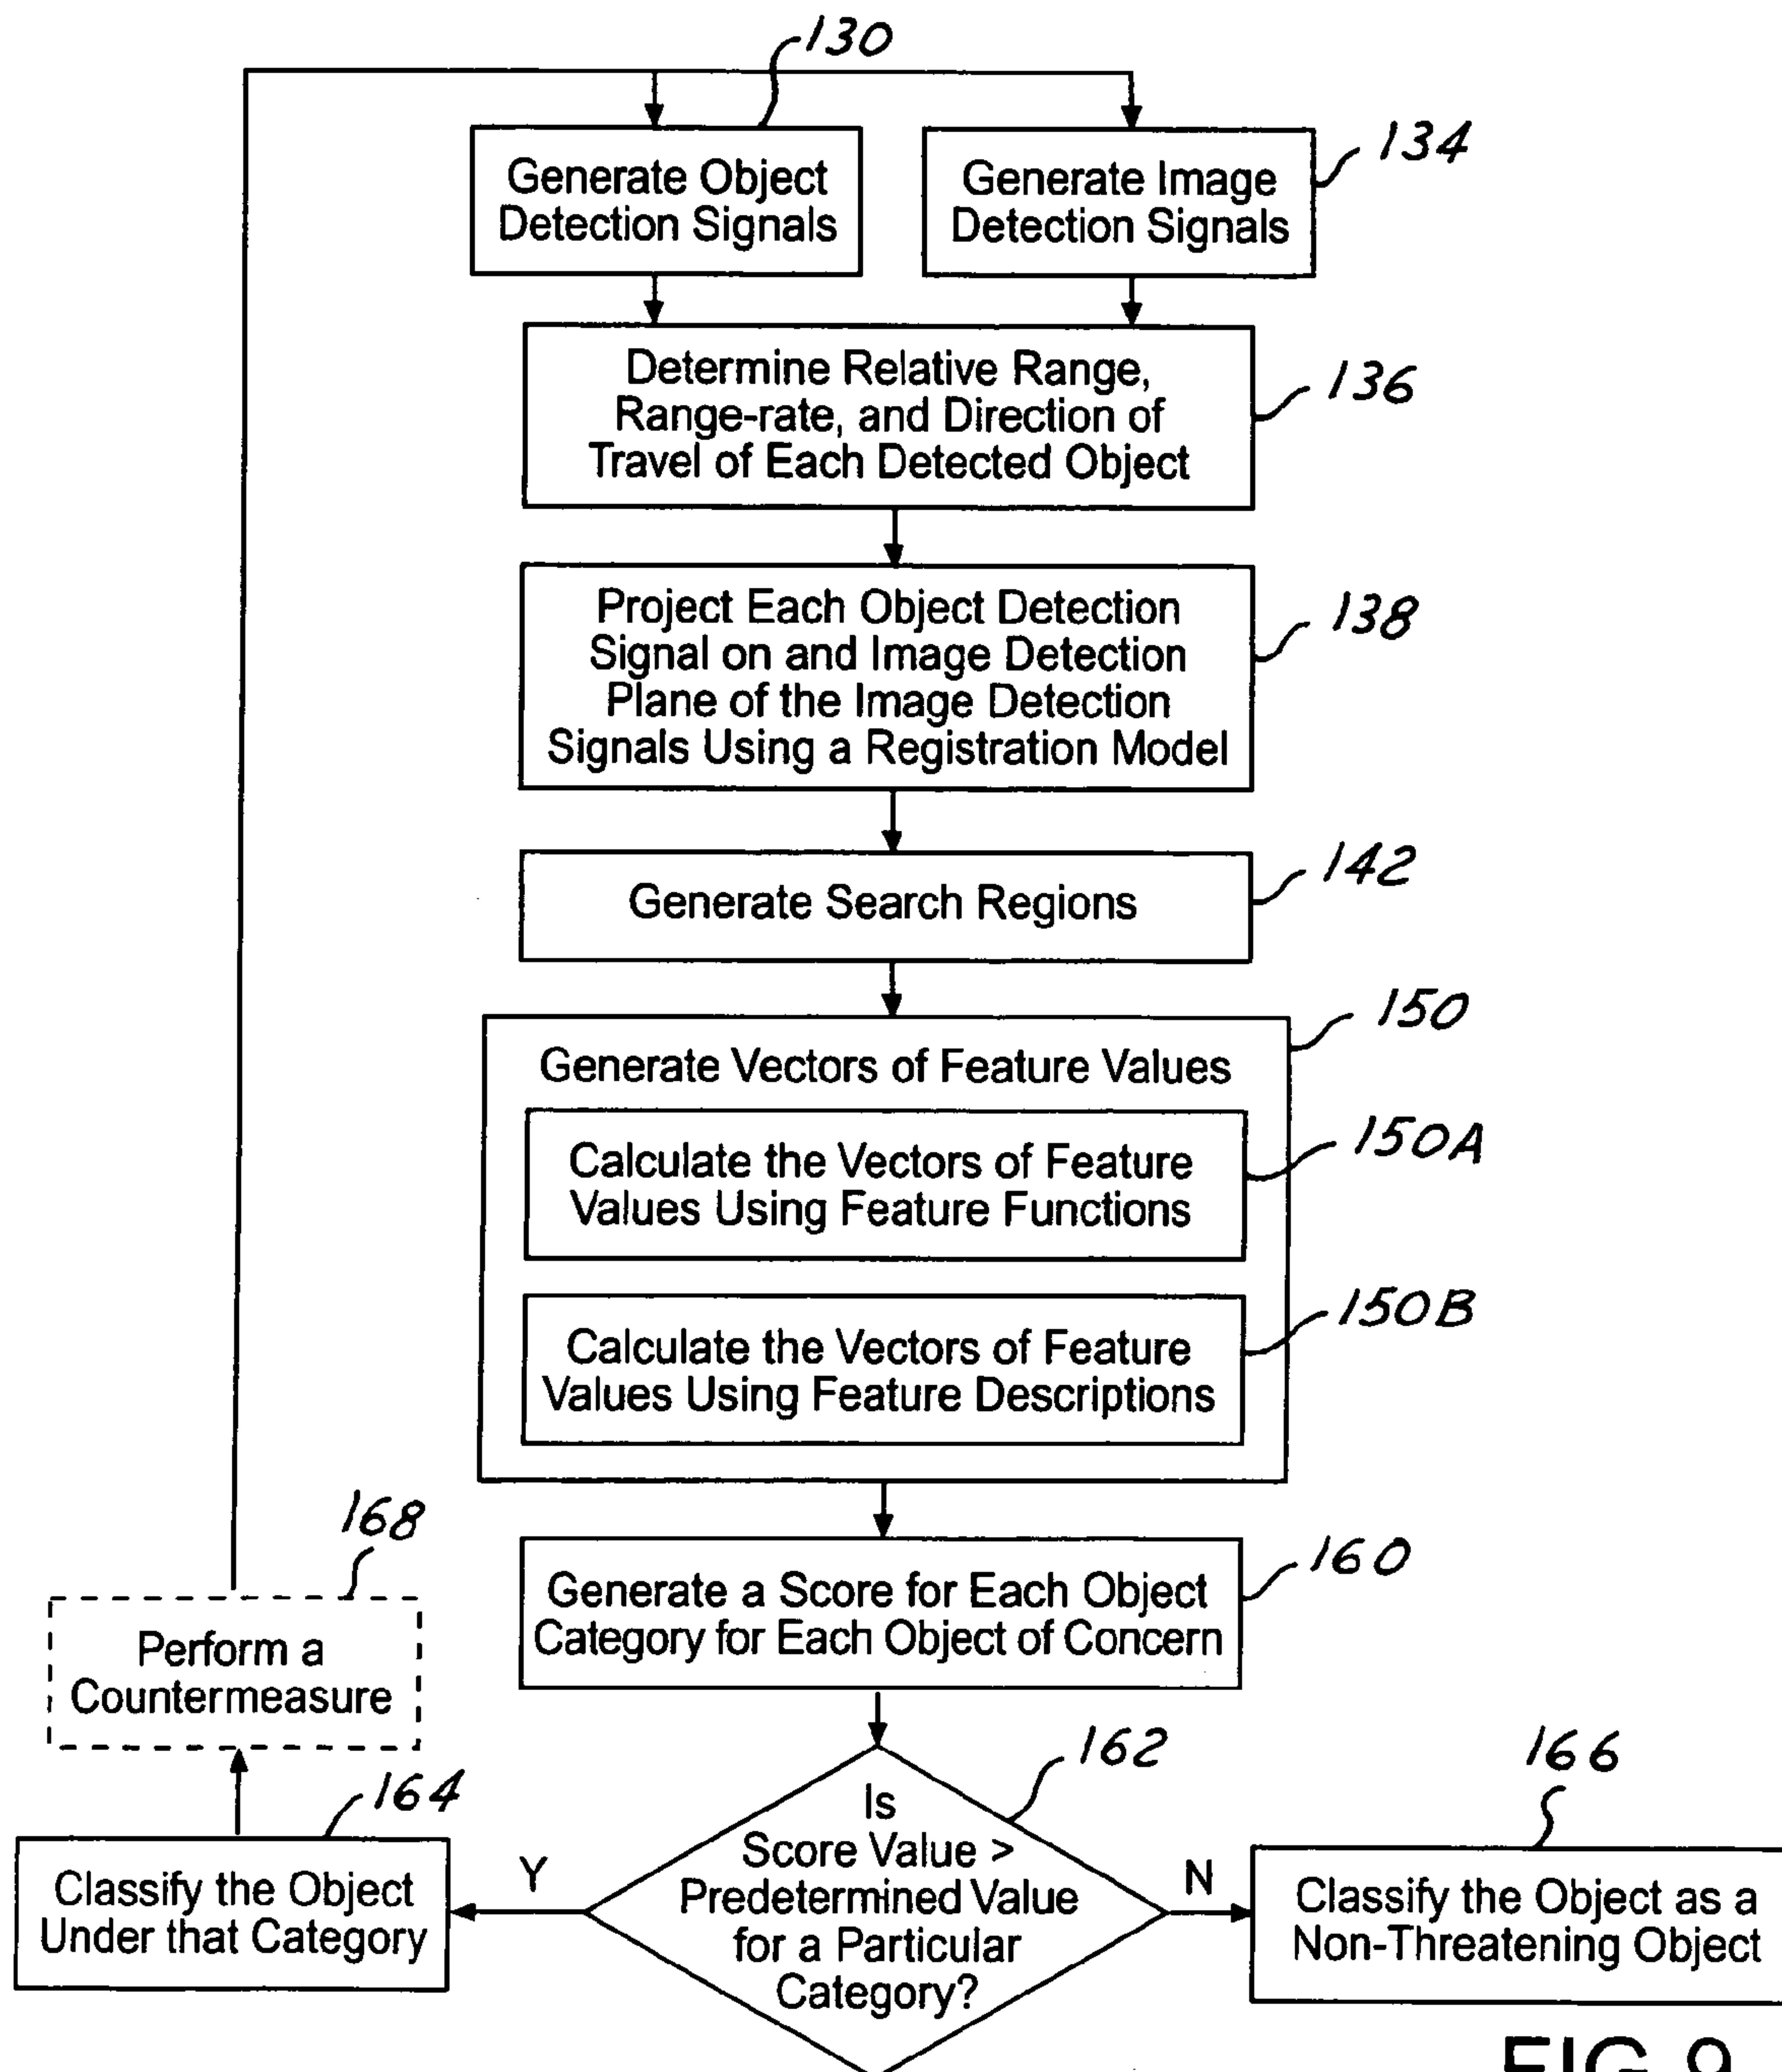 130
Generate Object
Detection Signals
134
Generate Image
Detection Signals
136
Determine Relative Range,
Range-rate, and Direction of
Travel of Each Detected Object
138
Project Each Object Detection
Signal on and Image Detection
Plane of the Image Detection
Signals Using a Registration Model
142
Generate Search Regions
150
Generate Vectors of Feature Values
150A
Calculate the Vectors of Feature
Values Using Feature Functions
150B
Calculate the Vectors of Feature
Values Using Feature Descriptions
160
Generate a Score for Each Object
Category for Each Object of Concern
162
Is
Score Value >
Predetermined Value
for a Particular
Category?
Y
N
164
Classify the Object
Under that Category
168
Perform a
Countermeasure
166
Classify the Object as a
Non-Threatening Object
FIG.9